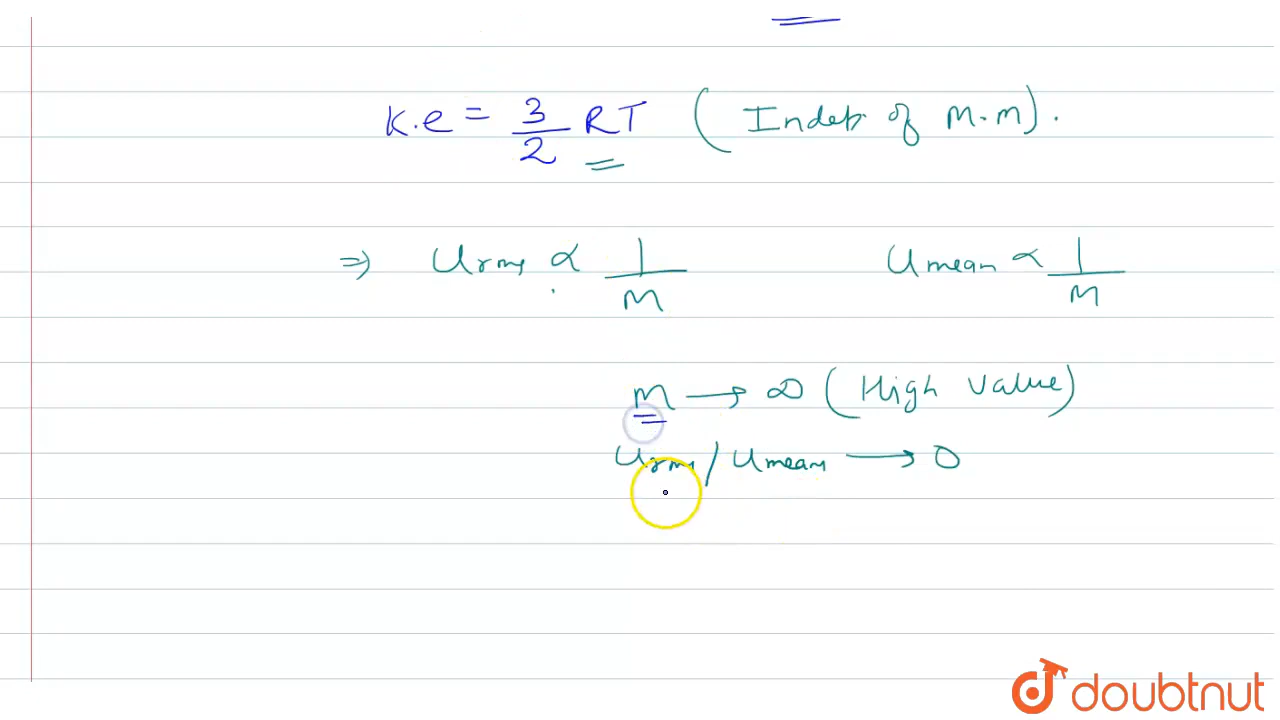 K.e = 3/2 RT ( Indep. of M.M).
⇒ Urms ∝ 1/M Umean ∝ 1/M
M ⟶ ∞ ( High Value)
Urms / Umean ⟶ 0
doubtnut